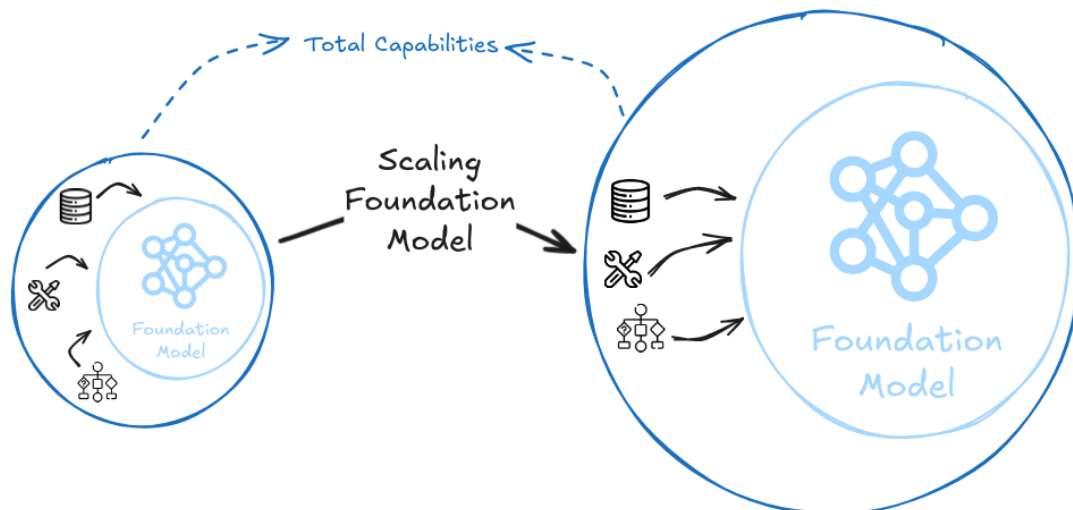 Total Capabilities
Scaling
Foundation
Model
Foundation
Model
Foundation
Model